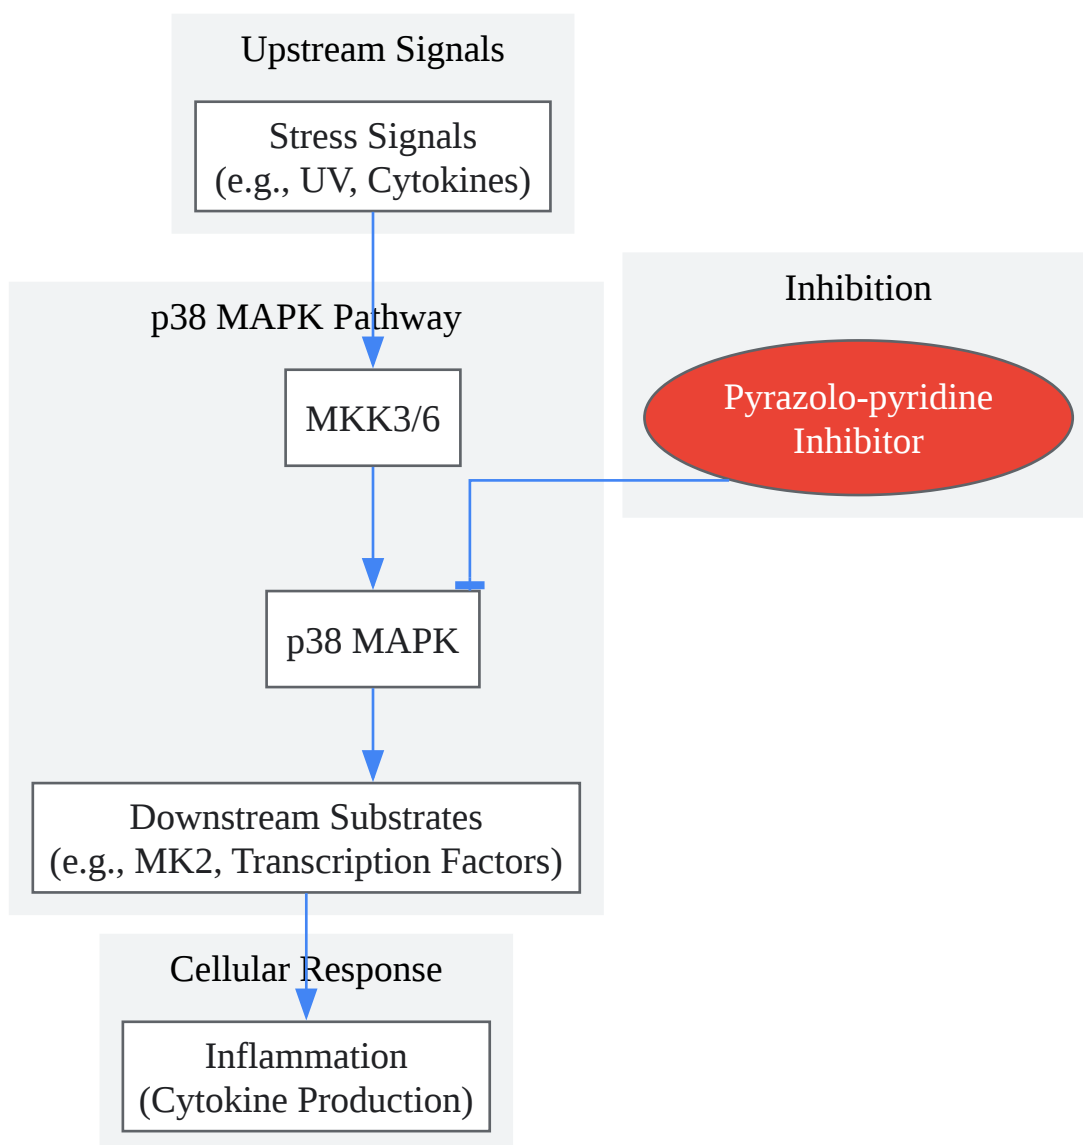 Upstream Signals
Stress Signals
(e.g., UV, Cytokines)
p38 MAPK Pathway
MKK3/6
Inhibition
Pyrazolo-pyridine
Inhibitor
p38 MAPK
Downstream Substrates
(e.g., MK2, Transcription Factors)
Cellular Response
Inflammation
(Cytokine Production)